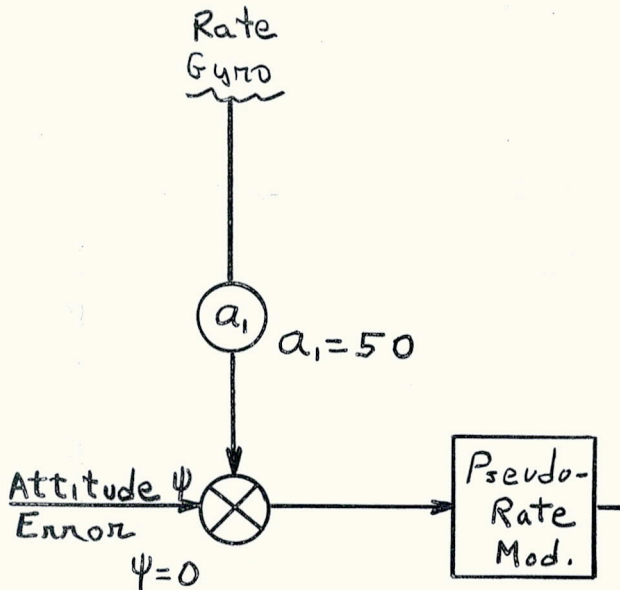 Rate
Gyro
a₁
a₁=50
Attitude ψ
Error
ψ=0
Pseudo-
Rate
Mod.